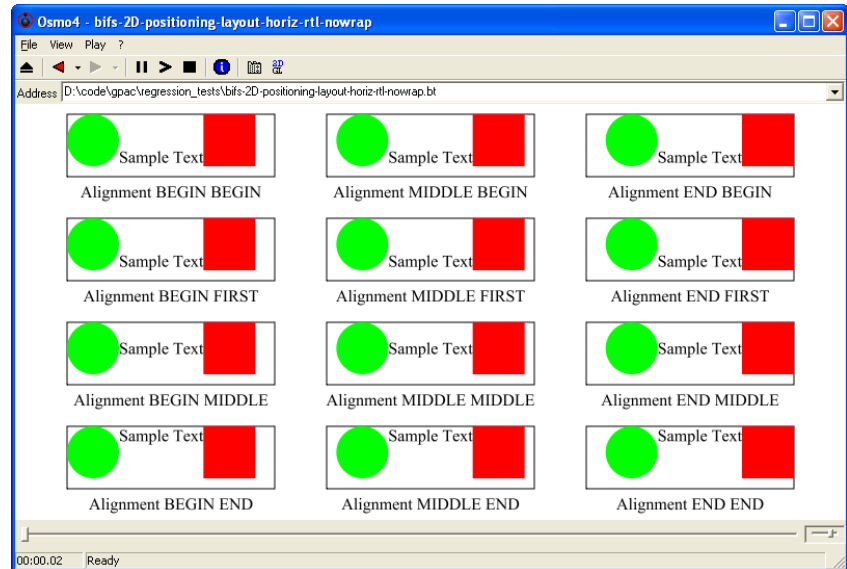 Osmo4 - bifs-2D-positioning-layout-horiz-rtl-nowrap
File View Play ?
Address D:\code\gpac\regression_tests\bifs-2D-positioning-layout-horiz-rtl-nowrap.bt
Sample Text Sample Text Sample Text
Alignment BEGIN BEGIN Alignment MIDDLE BEGIN Alignment END BEGIN
Sample Text Sample Text Sample Text
Alignment BEGIN FIRST Alignment MIDDLE FIRST Alignment END FIRST
Sample Text Sample Text Sample Text
Alignment BEGIN MIDDLE Alignment MIDDLE MIDDLE Alignment END MIDDLE
Sample Text Sample Text Sample Text
Alignment BEGIN END Alignment MIDDLE END Alignment END END
00:00.02 Ready